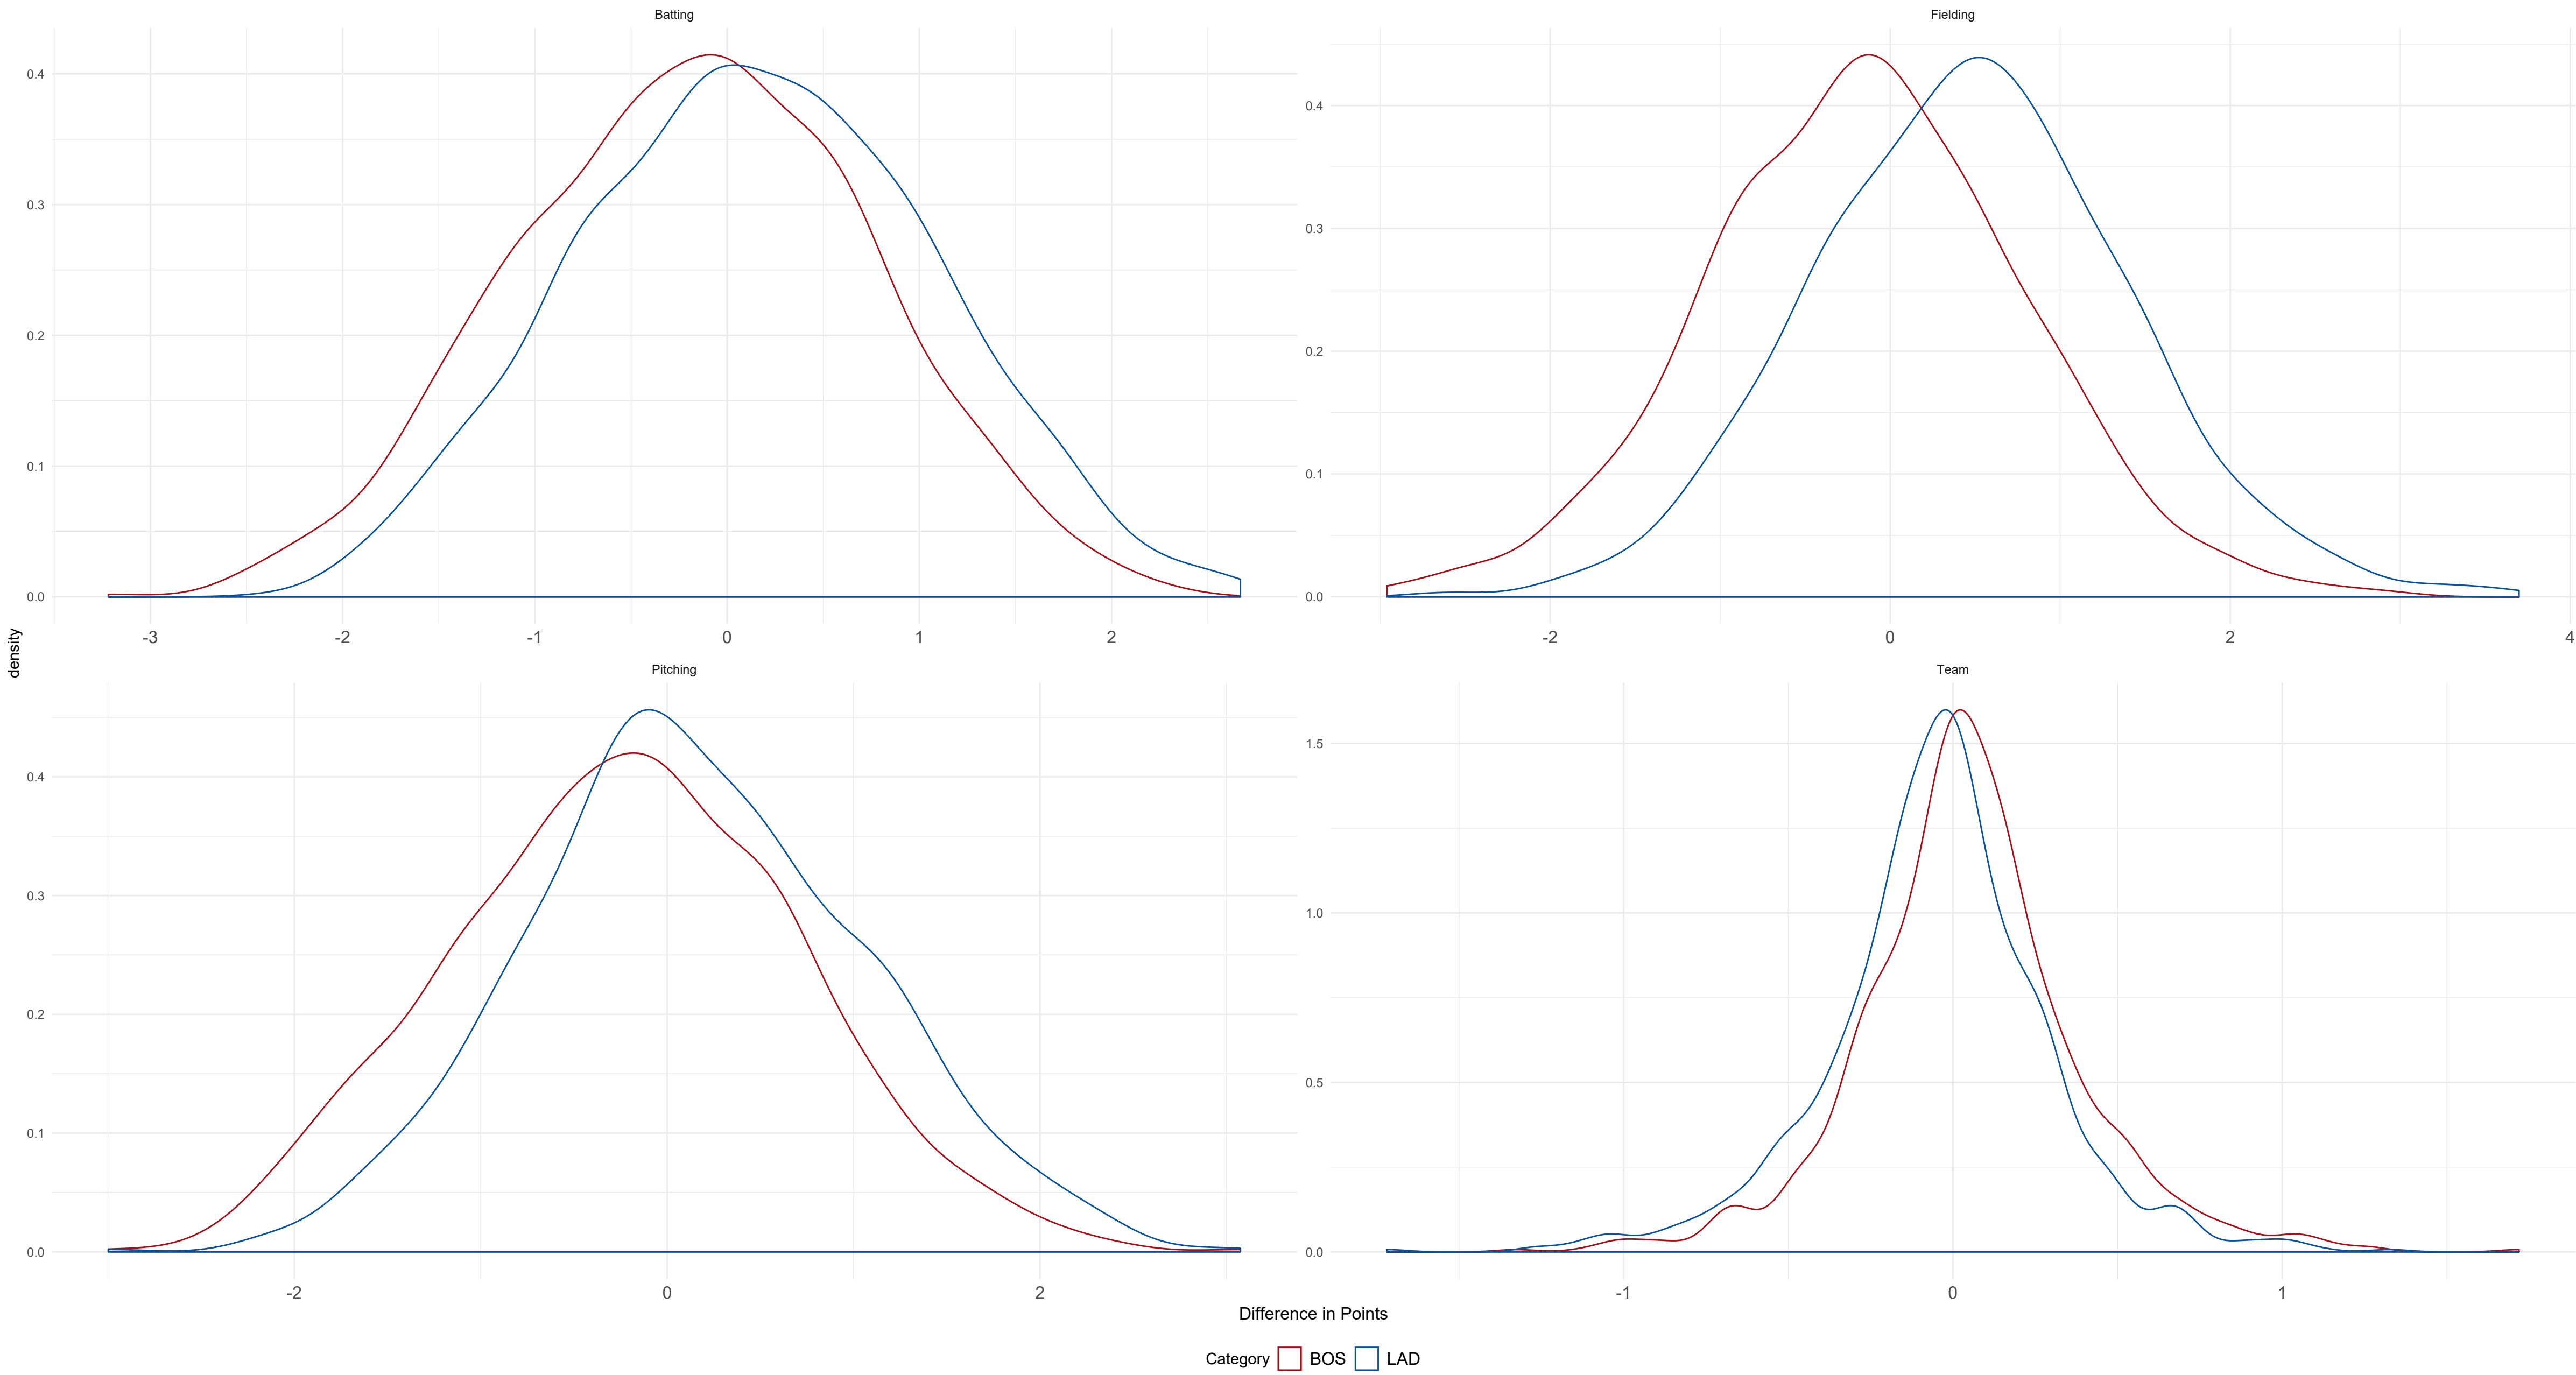 Batting
Fielding
0.4
0.3
0.2
0.1
0.0
-3 -2 -1 0 1 2
0.4
0.3
0.2
0.1
0.0
-2 0 2 4
density
Pitching
Team
0.4
0.3
0.2
0.1
0.0
-2 0 2
1.5
1.0
0.5
0.0
-1 0 1
Difference in Points
Category BOS LAD